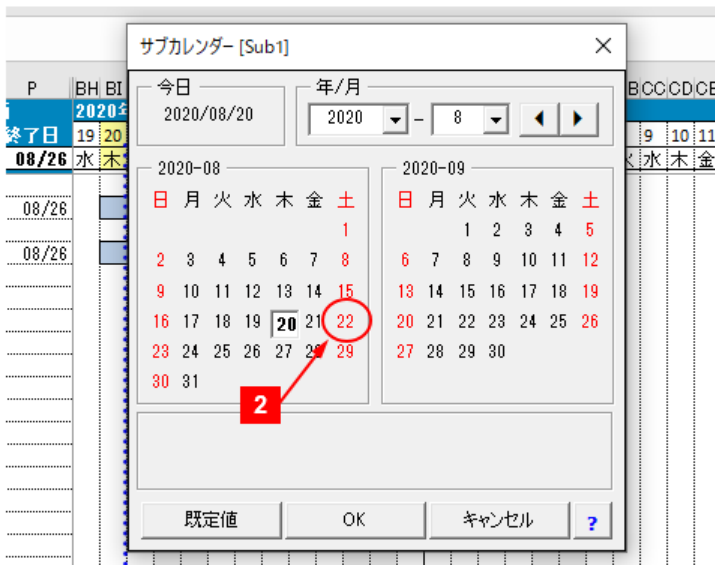 サブカレンダー [Sub1]
P BH BI
2020年
終了日 19 20
08/26 水 木
08/26
08/26
今日
2020/08/20
年/月
2020 - 8
2020-08
日 月 火 水 木 金 土
1
2 3 4 5 6 7 8
9 10 11 12 13 14 15
16 17 18 19 20 21 22
23 24 25 26 27 28 29
30 31
2
2020-09
日 月 火 水 木 金 土
1 2 3 4 5
6 7 8 9 10 11 12
13 14 15 16 17 18 19
20 21 22 23 24 25 26
27 28 29 30
既定値 OK キャンセル ?
CC CD CE
9 10 11
水 木 金